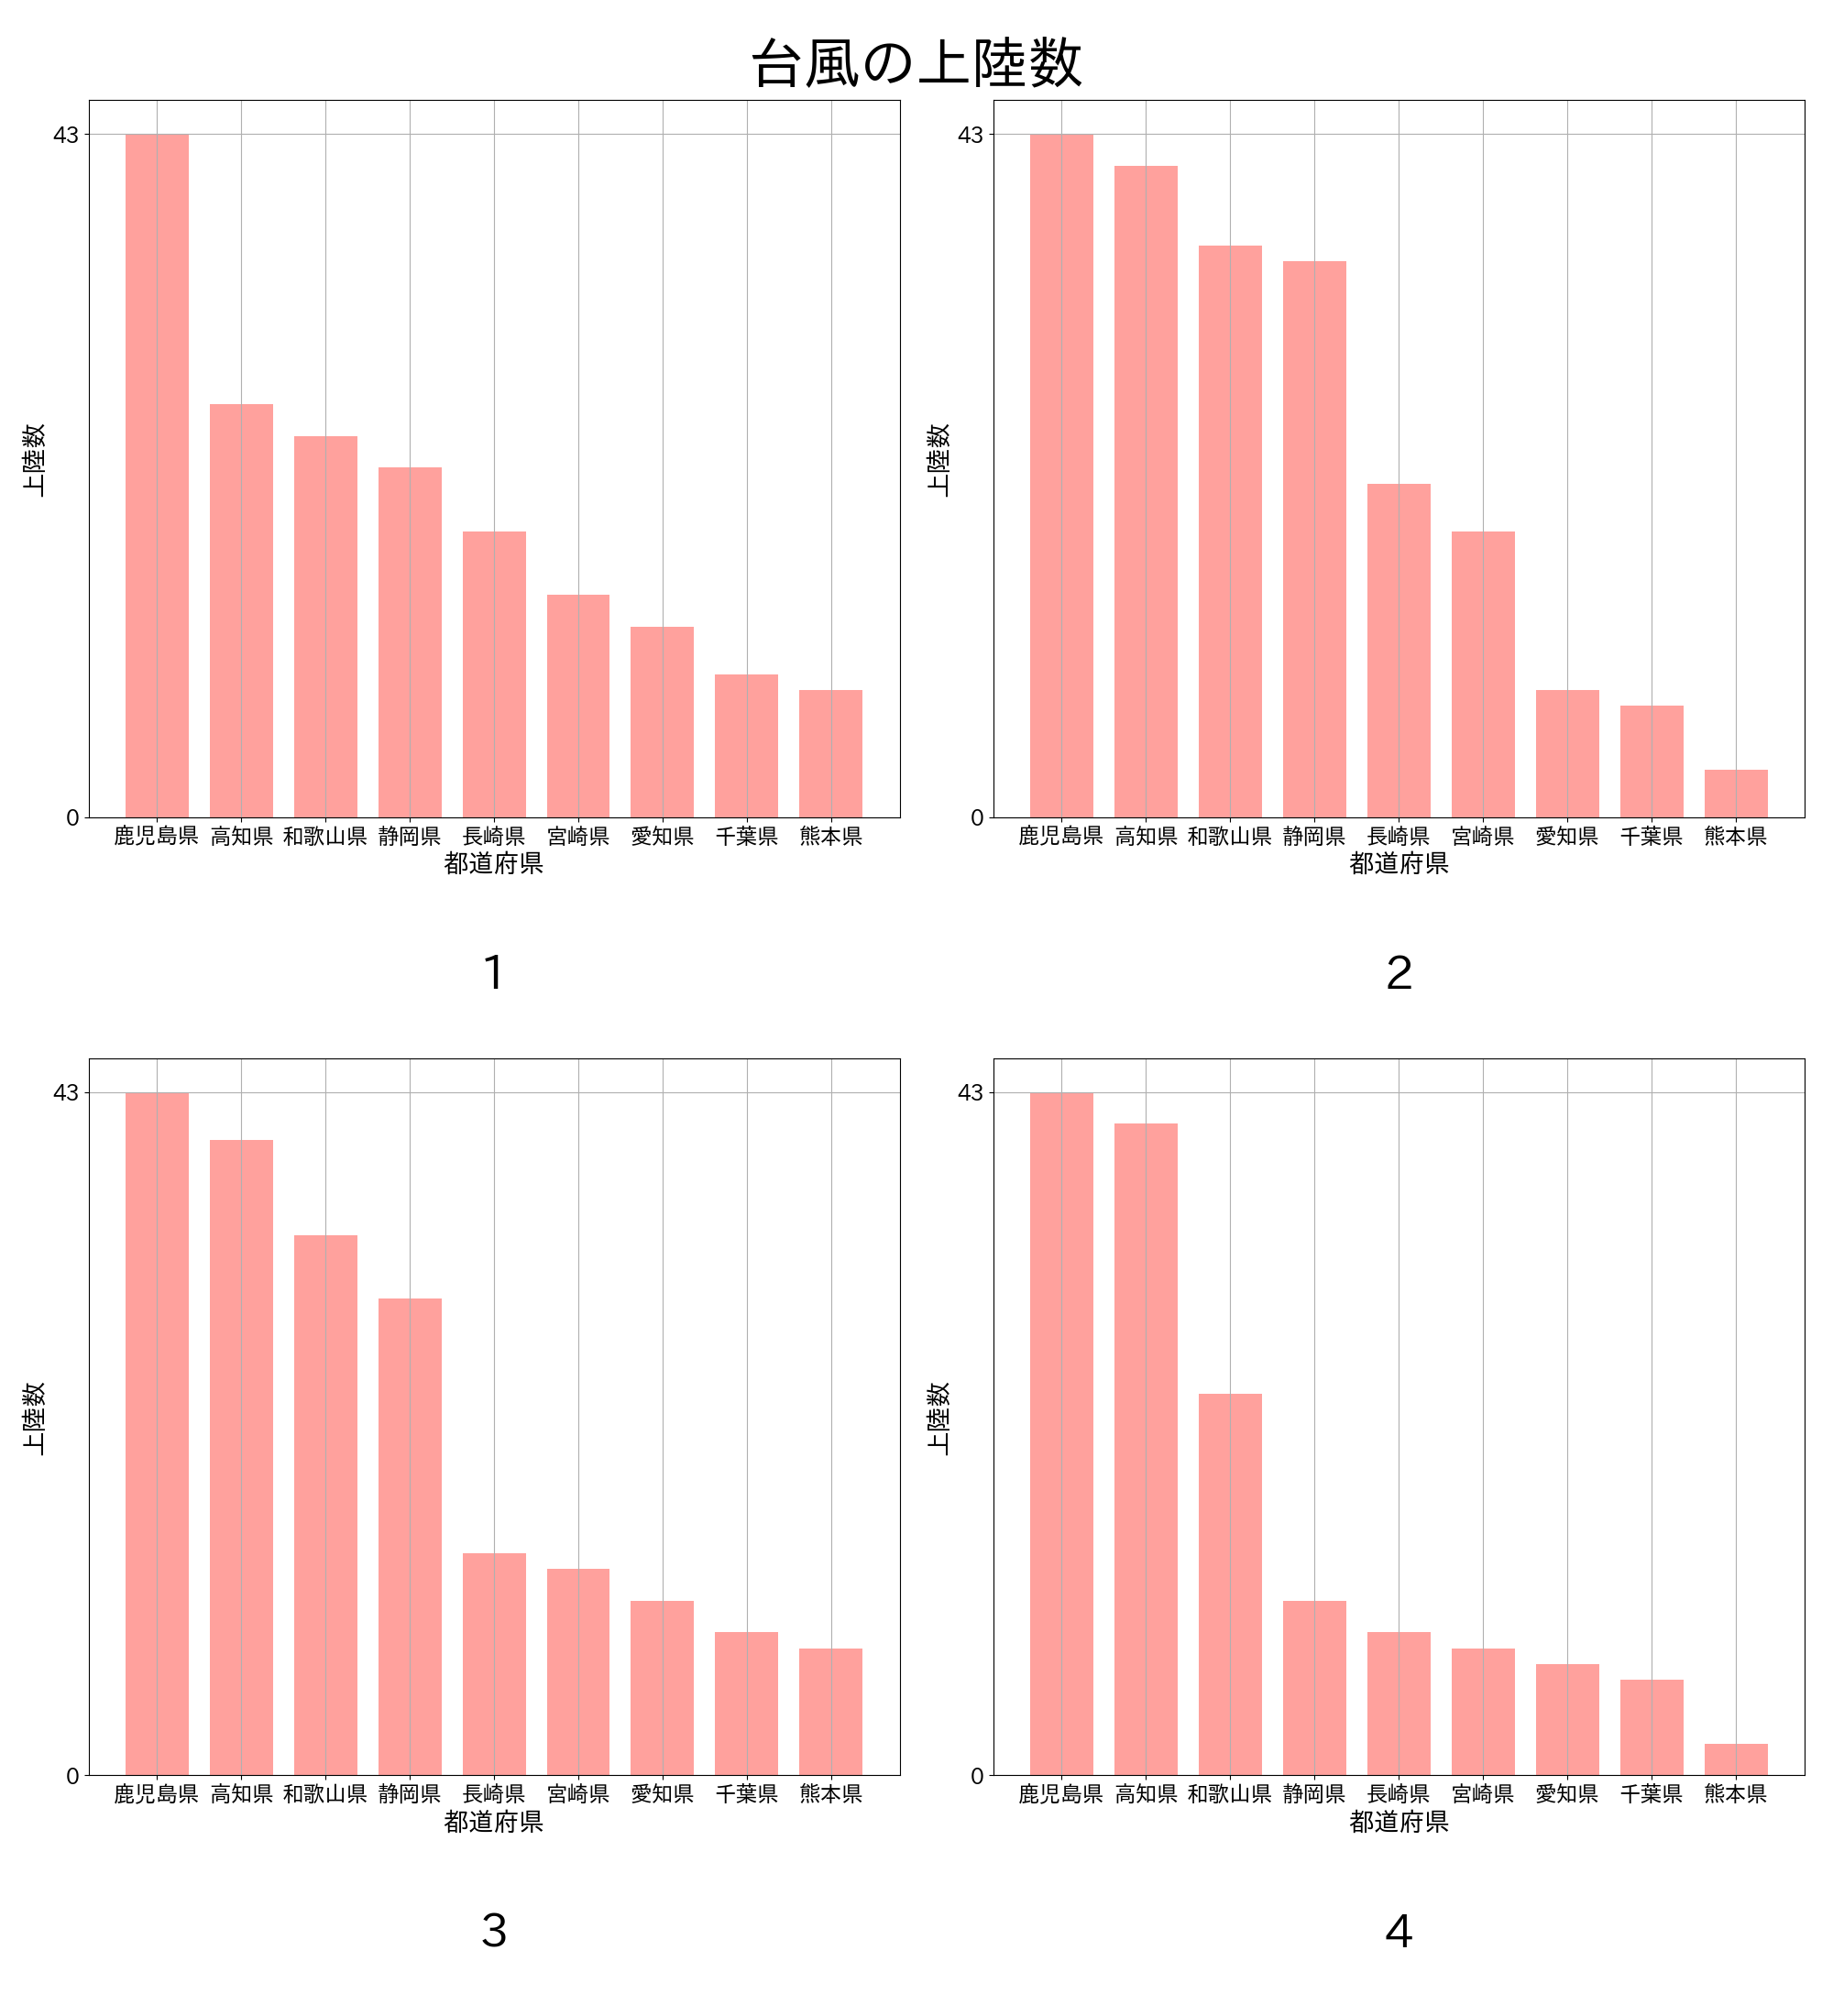 台風の上陸数
43
0
上陸数
鹿児島県 高知県 和歌山県 静岡県 長崎県 宮崎県 愛知県 千葉県 熊本県
都道府県
1
43
0
上陸数
鹿児島県 高知県 和歌山県 静岡県 長崎県 宮崎県 愛知県 千葉県 熊本県
都道府県
2
43
0
上陸数
鹿児島県 高知県 和歌山県 静岡県 長崎県 宮崎県 愛知県 千葉県 熊本県
都道府県
3
43
0
上陸数
鹿児島県 高知県 和歌山県 静岡県 長崎県 宮崎県 愛知県 千葉県 熊本県
都道府県
4